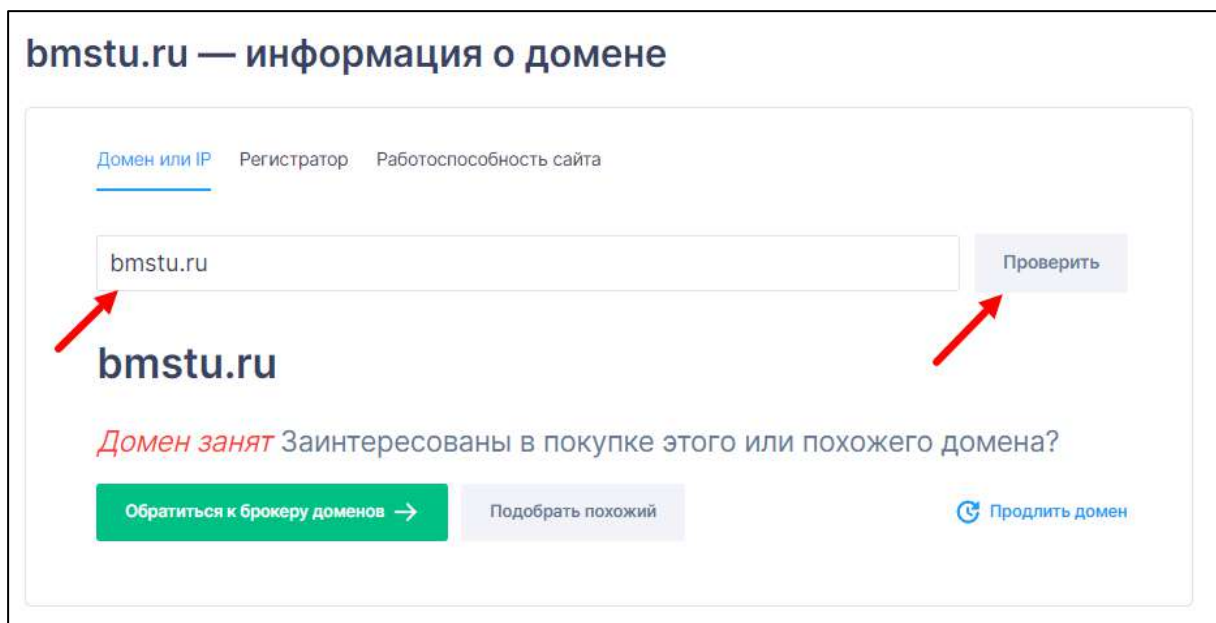 bmstu.ru — информация о домене
Домен или IP Регистратор Работоспособность сайта
bmstu.ru Проверить
bmstu.ru
Домен занят Заинтересованы в покупке этого или похожего домена?
Обратиться к брокеру доменов → Подобрать похожий Продлить домен